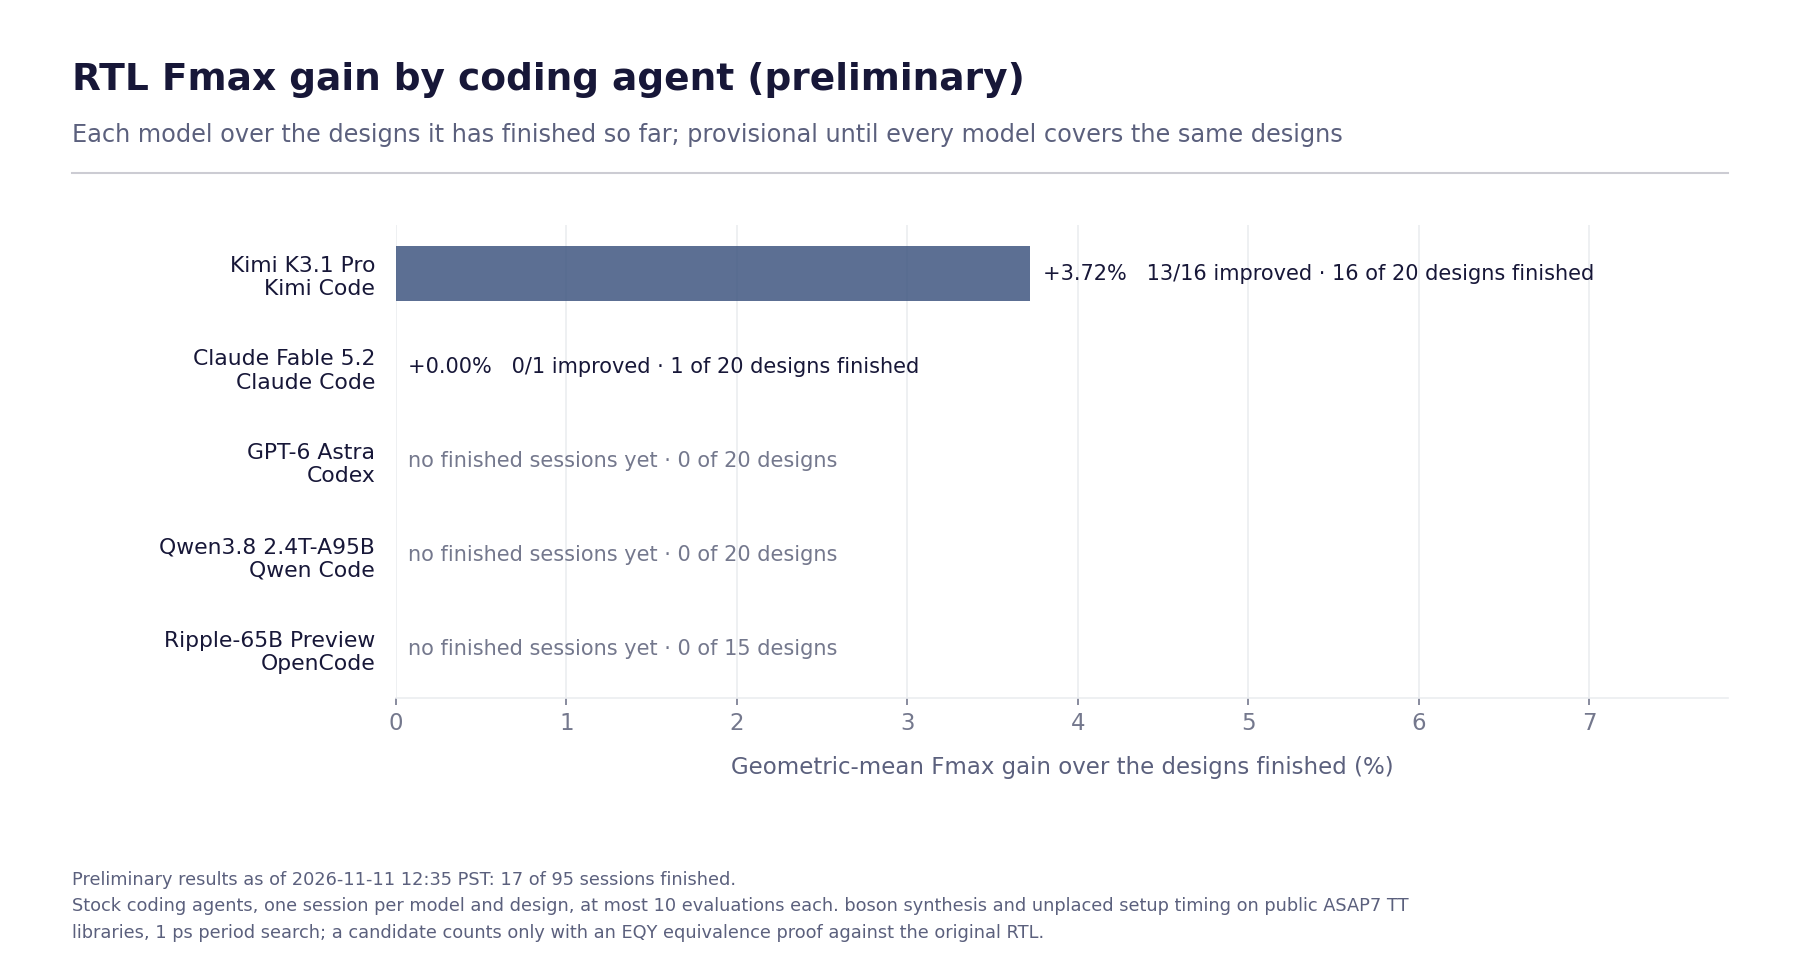 RTL Fmax gain by coding agent (preliminary)
Each model over the designs it has finished so far; provisional until every model covers the same designs
Kimi K3.1 Pro
Kimi Code
+3.72% 13/16 improved · 16 of 20 designs finished
Claude Fable 5.2
Claude Code
+0.00% 0/1 improved · 1 of 20 designs finished
GPT-6 Astra
Codex
no finished sessions yet · 0 of 20 designs
Qwen3.8 2.4T-A95B
Qwen Code
no finished sessions yet · 0 of 20 designs
Ripple-65B Preview
OpenCode
no finished sessions yet · 0 of 15 designs
0 1 2 3 4 5 6 7
Geometric-mean Fmax gain over the designs finished (%)
Preliminary results as of 2026-11-11 12:35 PST: 17 of 95 sessions finished.
Stock coding agents, one session per model and design, at most 10 evaluations each. boson synthesis and unplaced setup timing on public ASAP7 TT
libraries, 1 ps period search; a candidate counts only with an EQY equivalence proof against the original RTL.